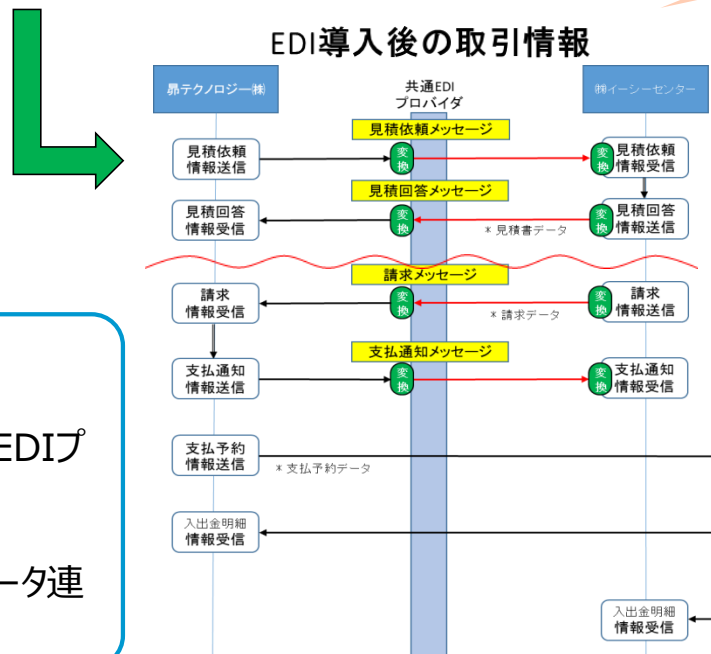 EDI導入後の取引情報
昴テクノロジー㈱
共通EDI
プロバイダ
㈱イーシーセンター
見積依頼メッセージ
見積依頼
情報送信
変
換
変
換
見積依頼
情報受信
見積回答メッセージ
見積回答
情報受信
変
換
＊見積書データ
変
換
見積回答
情報送信
請求メッセージ
請求
情報受信
変
換
＊請求データ
変
換
請求
情報送信
支払通知メッセージ
支払通知
情報送信
変
換
変
換
支払通知
情報受信
EDIプ
支払予約
情報送信
＊支払予約データ
入出金明細
情報受信
ータ連
入出金明細
情報受信